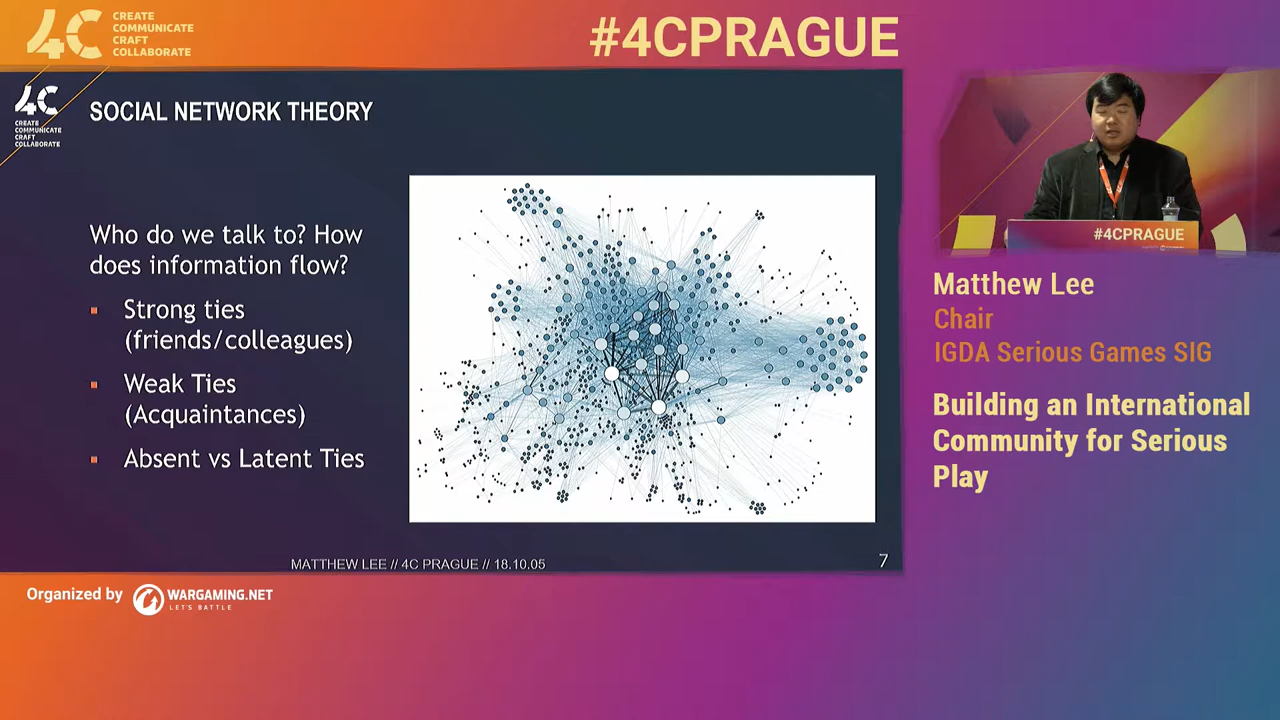 4C
CREATE
COMMUNICATE
CRAFT
COLLABORATE
#4CPRAGUE
4C
CREATE
COMMUNICATE
CRAFT
COLLABORATE
SOCIAL NETWORK THEORY
Who do we talk to? How
does information flow?
Strong ties
(friends/colleagues)
Weak Ties
(Acquaintances)
Absent vs Latent Ties
MATTHEW LEE // 4C PRAGUE // 18.10.05
7
#4CPRAGUE
Matthew Lee
Chair
IGDA Serious Games SIG
Building an International
Community for Serious
Play
Organized by
WARGAMING.NET
LET'S BATTLE